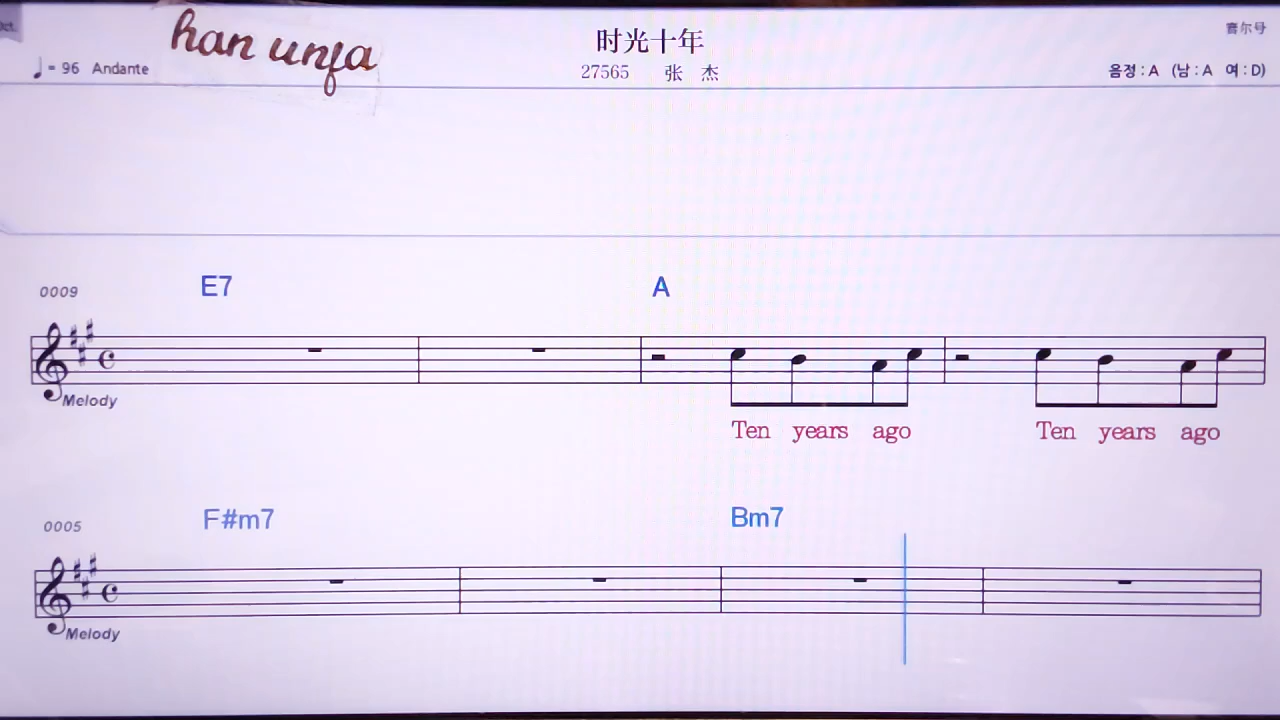 han unja
时光十年
喜尔号
♩= 96 Andante
27565 张 杰
음정 : A (남 : A 여 : D)
E7 A
0009
Melody
Ten years ago Ten years ago
F#m7 Bm7
0005
Melody